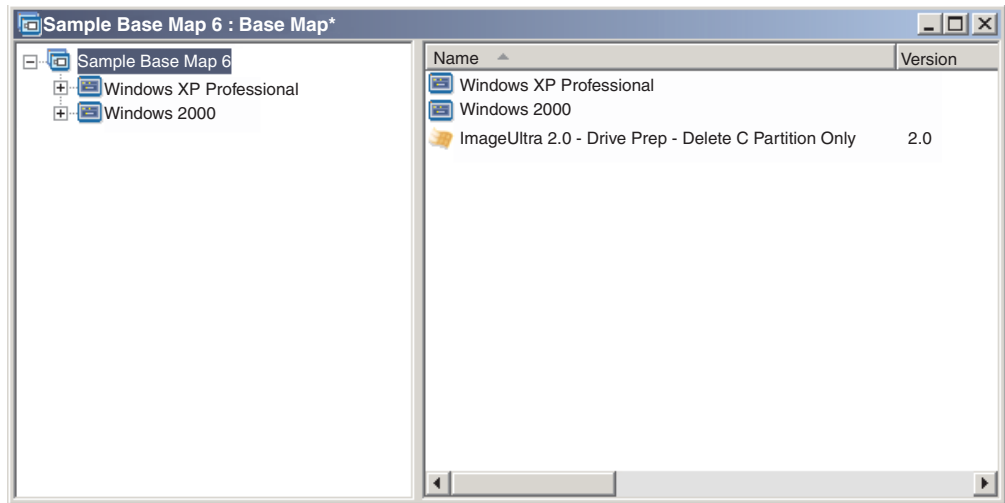 Sample Base Map 6 : Base Map*
Sample Base Map 6
Windows XP Professional
Windows 2000
Name Version
Windows XP Professional
Windows 2000
ImageUltra 2.0 - Drive Prep - Delete C Partition Only 2.0